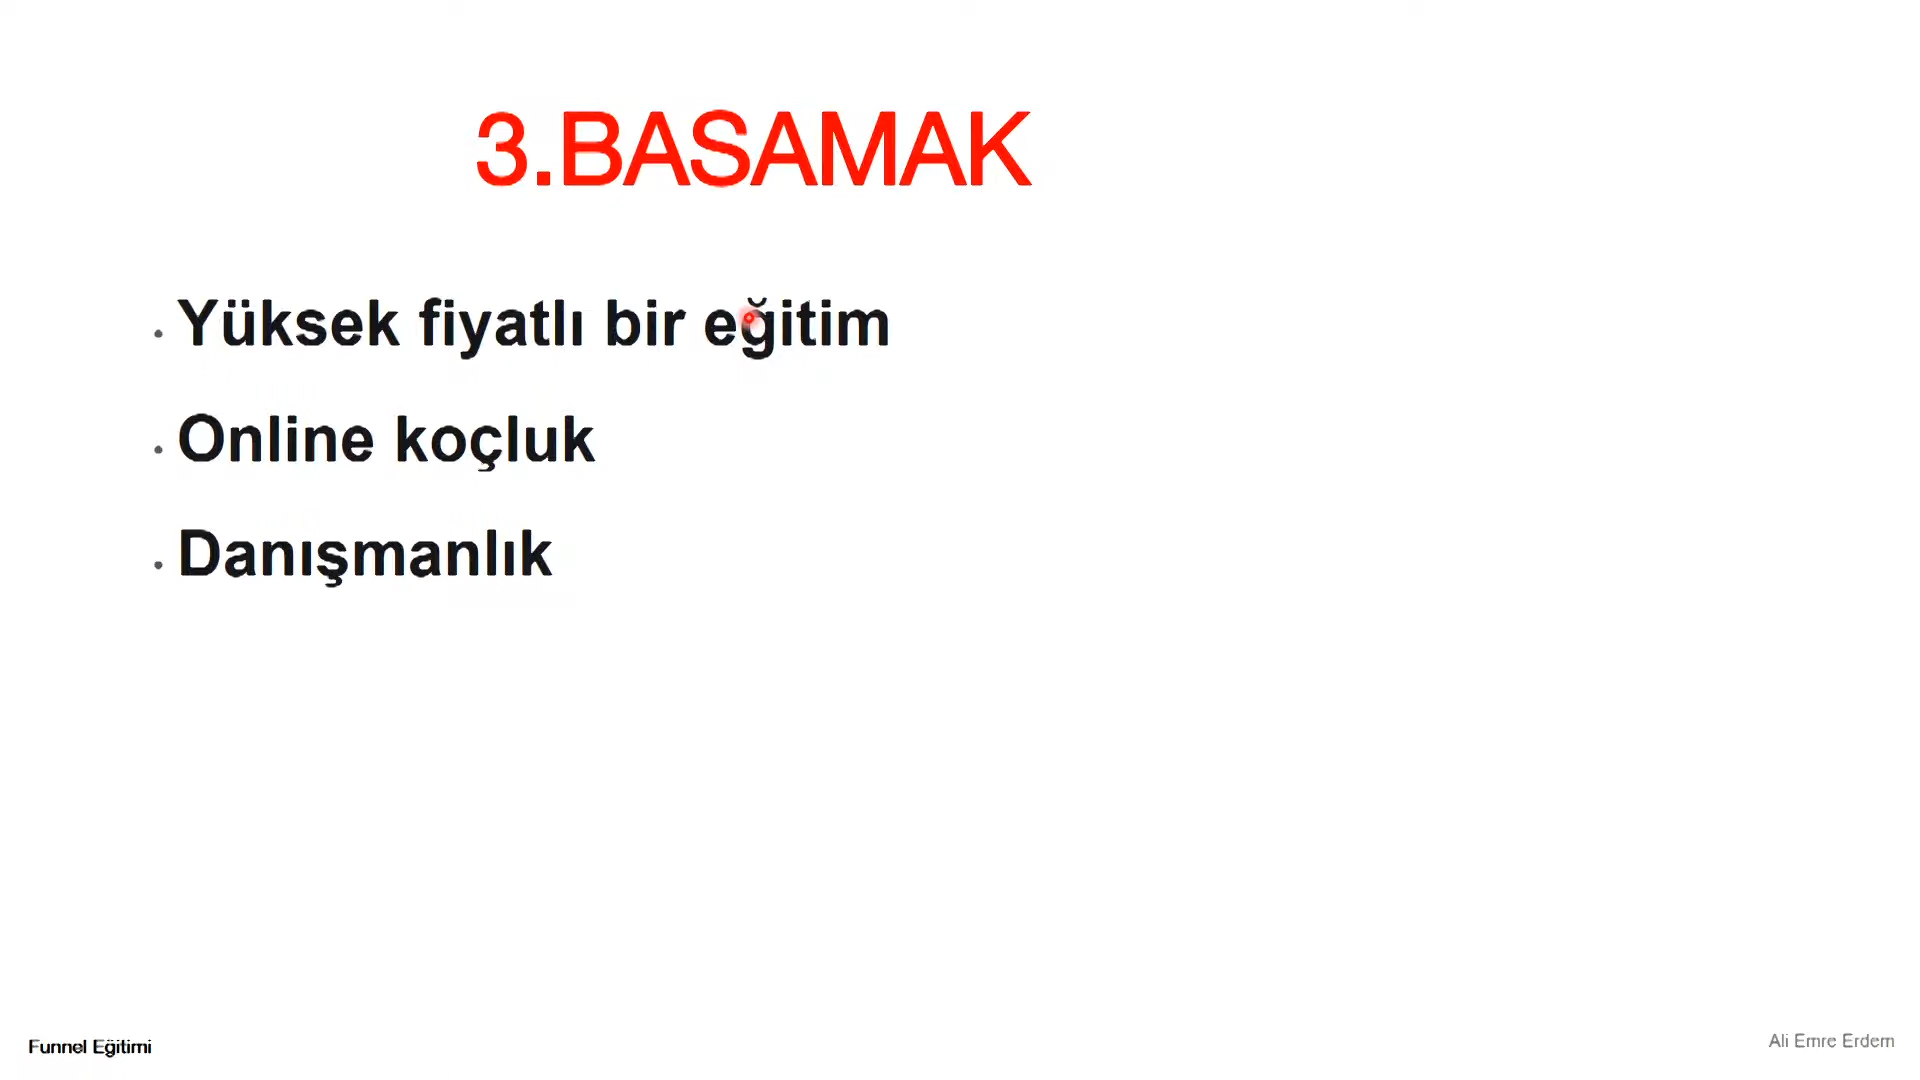 3.BASAMAK
• Yüksek fiyatlı bir eğitim
• Online koçluk
• Danışmanlık
Funnel Eğitimi
Ali Emre Erdem